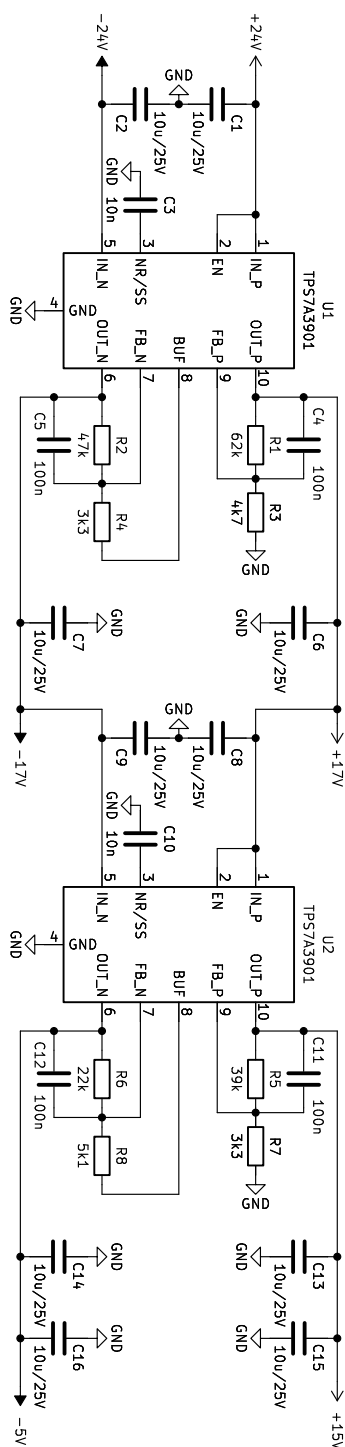 +24V
-24V
GND
C1
10u/25V
C2
10u/25V
C3
10n
GND
U1
TPS7A3901
1
IN_P
2
EN
3
NR/SS
5
IN_N
4
GND
GND
OUT_P
10
FB_P
9
BUF
8
FB_N
7
OUT_N
6
C4
100n
R1
62k
R3
4k7
GND
R2
47k
R4
3k3
C5
100n
C6
10u/25V
GND
C7
10u/25V
GND
+17V
-17V
GND
C8
10u/25V
C9
10u/25V
C10
10n
GND
U2
TPS7A3901
1
IN_P
2
EN
3
NR/SS
5
IN_N
4
GND
GND
OUT_P
10
FB_P
9
BUF
8
FB_N
7
OUT_N
6
C11
100n
R5
39k
R7
3k3
GND
R6
22k
R8
5k1
C12
100n
C13
10u/25V
GND
C14
10u/25V
GND
C15
10u/25V
GND
C16
10u/25V
GND
+15V
-5V